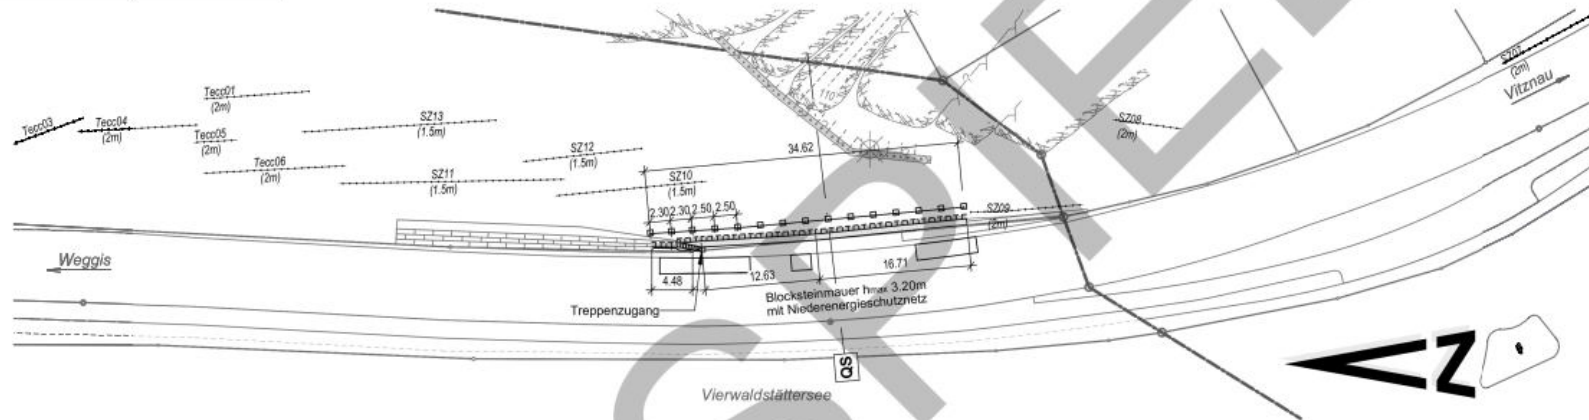 Tecc03
Tecc04
(2m)
Tecc01
(2m)
Tecc05
(2m)
Tecc06
(2m)
SZ13
(1.5m)
SZ11
(1.5m)
SZ12
(1.5m)
SZ10
(1.5m)
34.62
110
SZ08
(2m)
SZ07
(2m)
Vitznau
SZ09
(2m)
2.30
2.30
2.50
2.50
Weggis
4.48
12.63
16.71
Blocksteinmauer hmax 3.20m
mit Niederenergieschutznetz
Treppenzugang
QS
Vierwaldstättersee
N